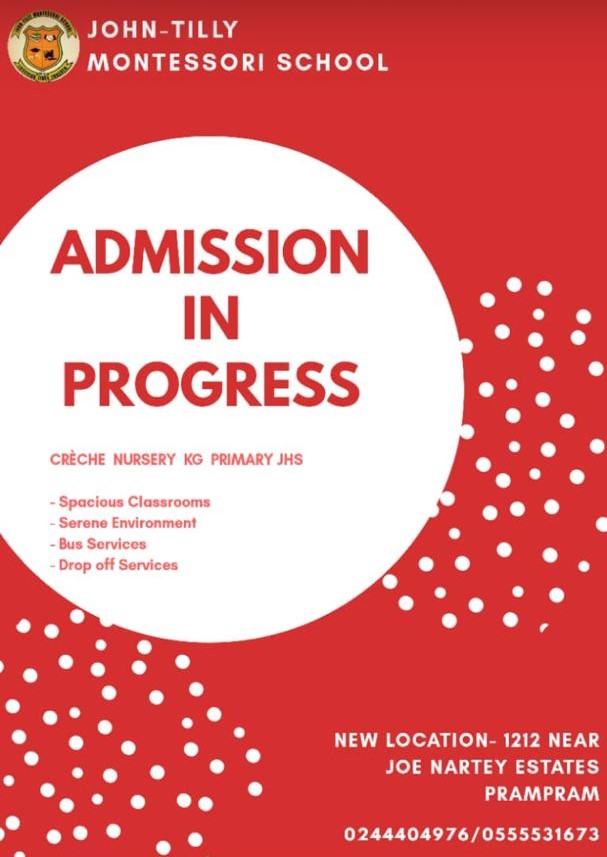 JOHN-TILLY
MONTESSORI SCHOOL
ADMISSION
IN
PROGRESS
CRÈCHE NURSERY KG PRIMARY JHS
- Spacious Classrooms
- Serene Environment
- Bus Services
- Drop off Services
NEW LOCATION- 1212 NEAR
JOE NARTEY ESTATES
PRAMPRAM
0244404976/0555531673